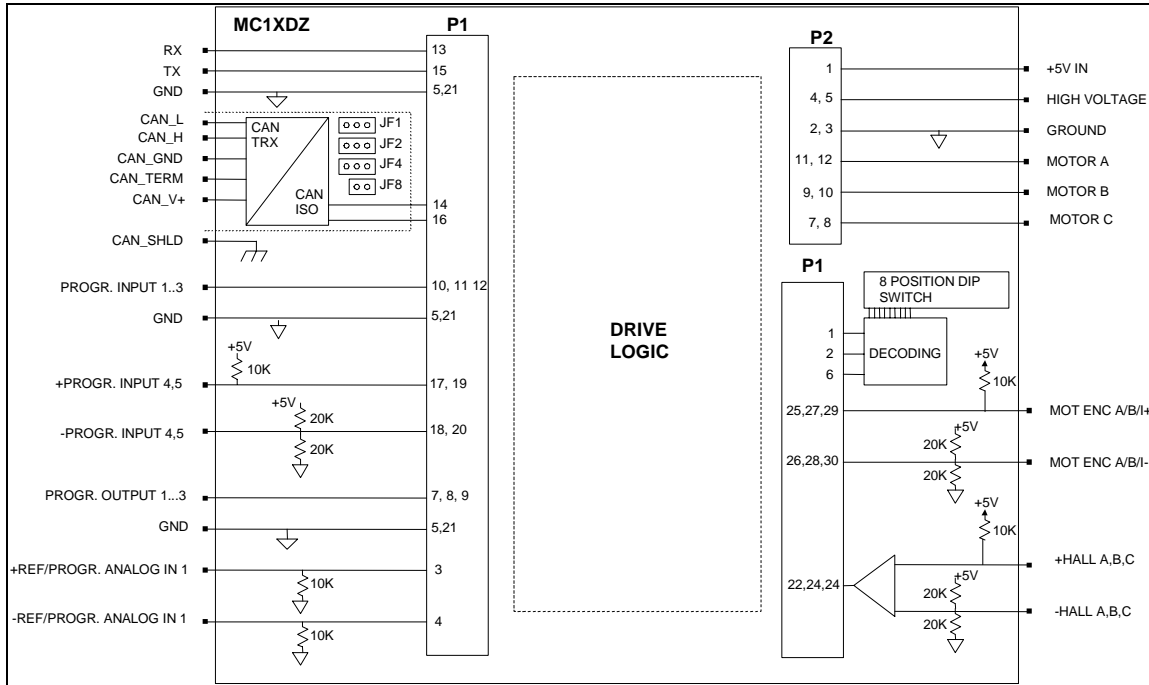 MC1XDZ
P1
RX
13
TX
15
GND
5,21
CAN_L
CAN_H
CAN_GND
CAN_TERM
CAN_V+
CAN
TRX
CAN
ISO
JF1
JF2
JF4
JF8
14
16
CAN_SHLD
PROGR. INPUT 1..3
10, 11 12
GND
5,21
+5V
10K
+PROGR. INPUT 4,5
17, 19
+5V
20K
-PROGR. INPUT 4,5
18, 20
20K
PROGR. OUTPUT 1...3
7, 8, 9
GND
5,21
+REF/PROGR. ANALOG IN 1
3
10K
-REF/PROGR. ANALOG IN 1
4
10K
DRIVE
LOGIC
P2
1
+5V IN
4, 5
HIGH VOLTAGE
2, 3
GROUND
11, 12
MOTOR A
9, 10
MOTOR B
7, 8
MOTOR C
P1
8 POSITION DIP
SWITCH
1
2
6
DECODING
+5V
10K
25,27,29
MOT ENC A/B/I+
+5V
20K
26,28,30
MOT ENC A/B/I-
20K
+5V
10K
+HALL A,B,C
22,24,24
+5V
20K
-HALL A,B,C
20K